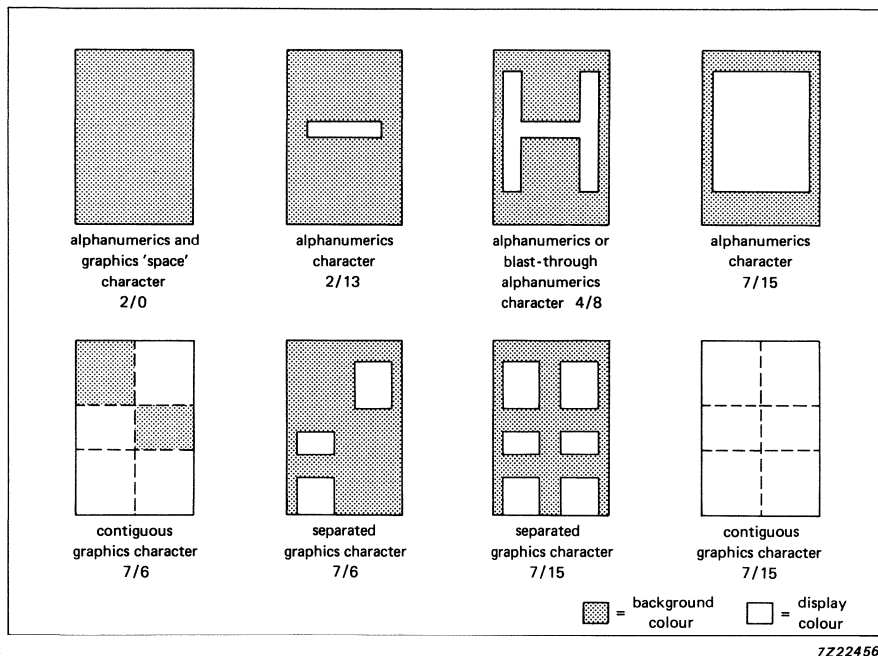 alphanumerics and
graphics 'space'
character
2/0
alphanumerics
character
2/13
alphanumerics or
blast-through
alphanumerics
character 4/8
alphanumerics
character
7/15
contiguous
graphics character
7/6
separated
graphics character
7/6
separated
graphics character
7/15
contiguous
graphics character
7/15
= background
colour
= display
colour
7Z22456